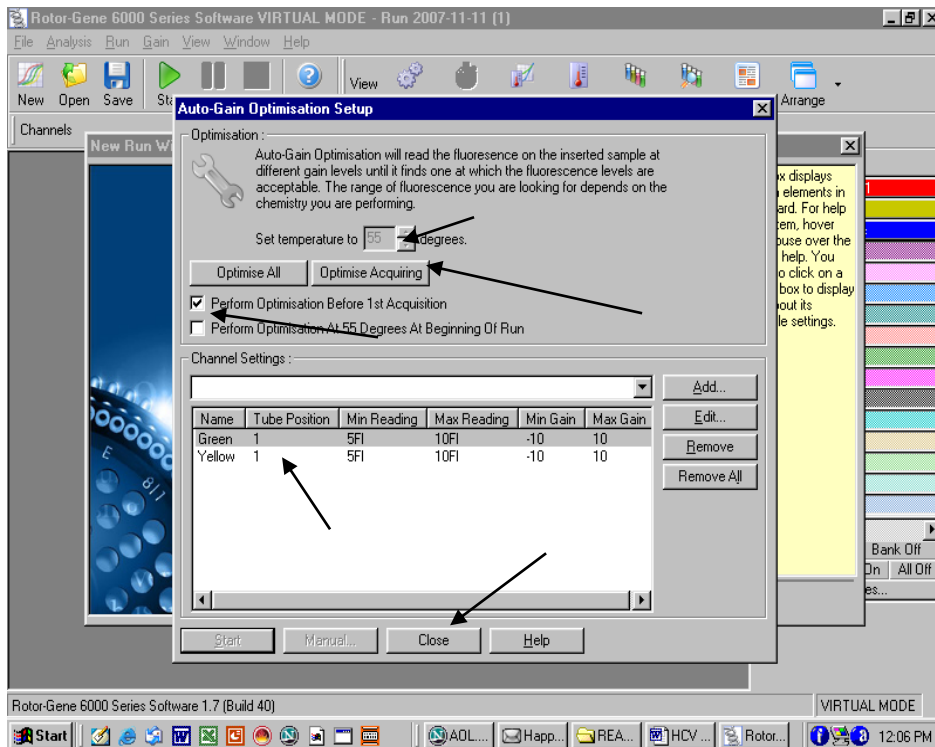 Rotor-Gene 6000 Series Software VIRTUAL MODE - Run 2007-11-11 (1)
File Analysis Run Gain View Window Help
New Open Save View Arrange
Channels
New Run Wi
Auto-Gain Optimisation Setup
Optimisation :
Auto-Gain Optimisation will read the fluoresence on the inserted sample at
different gain levels until it finds one at which the fluorescence levels are
acceptable. The range of fluorescence you are looking for depends on the
chemistry you are performing.
Set temperature to 55 degrees.
Optimise All Optimise Acquiring
Perform Optimisation Before 1st Acquisition
Perform Optimisation At 55 Degrees At Beginning Of Run
Channel Settings :
Add...
Edit...
Remove
Remove All
Name Tube Position Min Reading Max Reading Min Gain Max Gain
Green 1 5Fl 10Fl -10 10
Yellow 1 5Fl 10Fl -10 10
Start Manual... Close Help
displays
elements in
ard. For help
tem, hover
ouse over the
help. You
o click on a
box to display
out its
le settings.
1
Bank Off
On All Off
es...
E
8/1
Rotor-Gene 6000 Series Software 1.7 (Build 40) VIRTUAL MODE
Start AOL.... Happ... REA... HCV ... Rotor... 12:06 PM